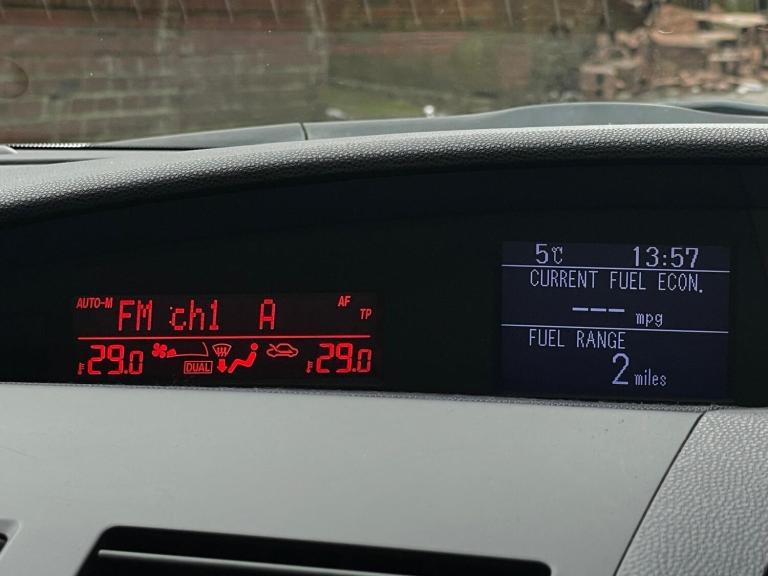 AUTO-M FM ch1 A AF
TP
29.0 DUAL 29.0
5℃ 13:57
CURRENT FUEL ECON.
--- mpg
FUEL RANGE
2 miles